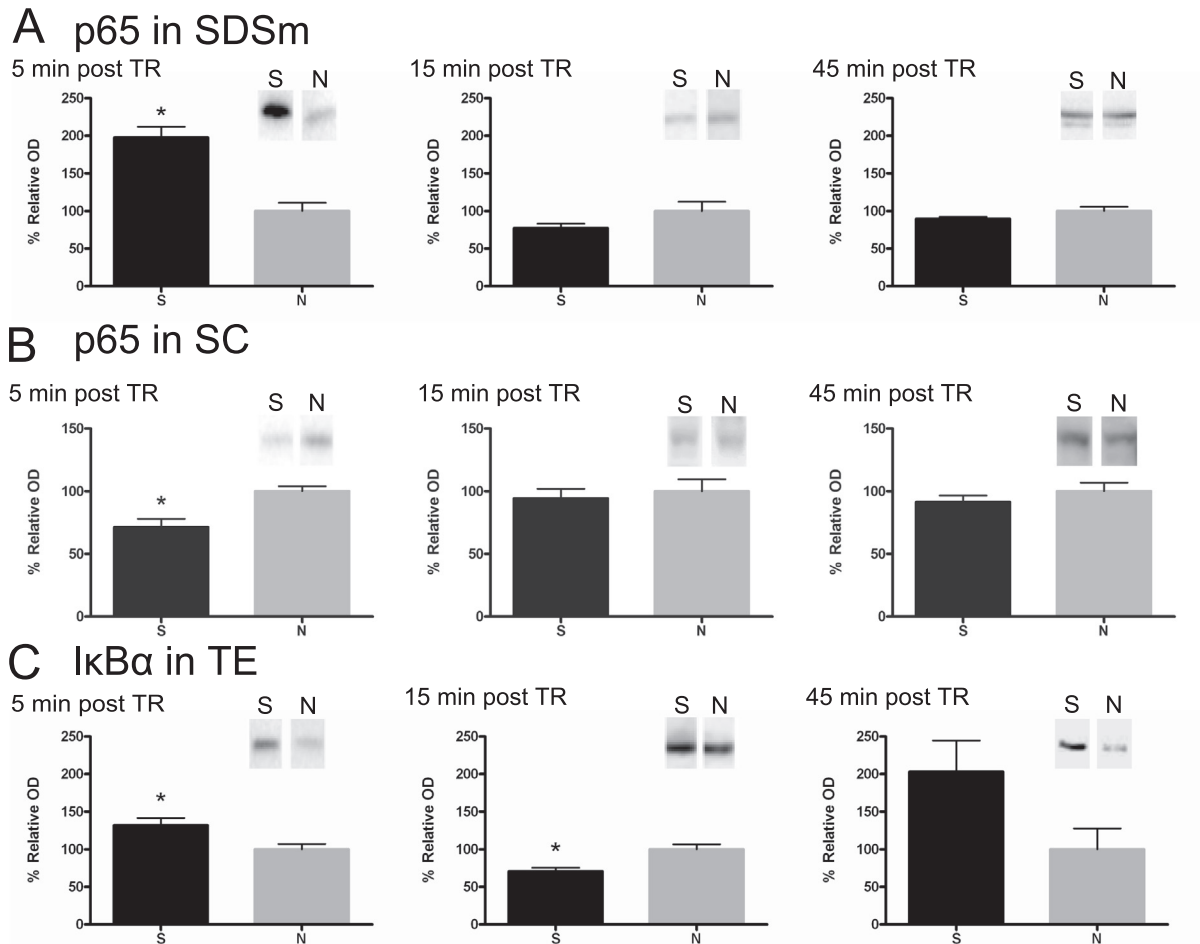 A p65 in SDSm
5 min post TR
S N
250
200
150
100
50
0
% Relative OD
*
S N
15 min post TR
S N
250
200
150
100
50
0
% Relative OD
S N
45 min post TR
S N
250
200
150
100
50
0
% Relative OD
S N
B p65 in SC
5 min post TR
S N
150
100
50
0
% Relative OD
*
S N
15 min post TR
S N
150
100
50
0
% Relative OD
S N
45 min post TR
S N
150
100
50
0
% Relative OD
S N
C IκBα in TE
5 min post TR
S N
250
200
150
100
50
0
% Relative OD
*
S N
15 min post TR
S N
250
200
150
100
50
0
% Relative OD
*
S N
45 min post TR
S N
250
200
150
100
50
0
% Relative OD
S N